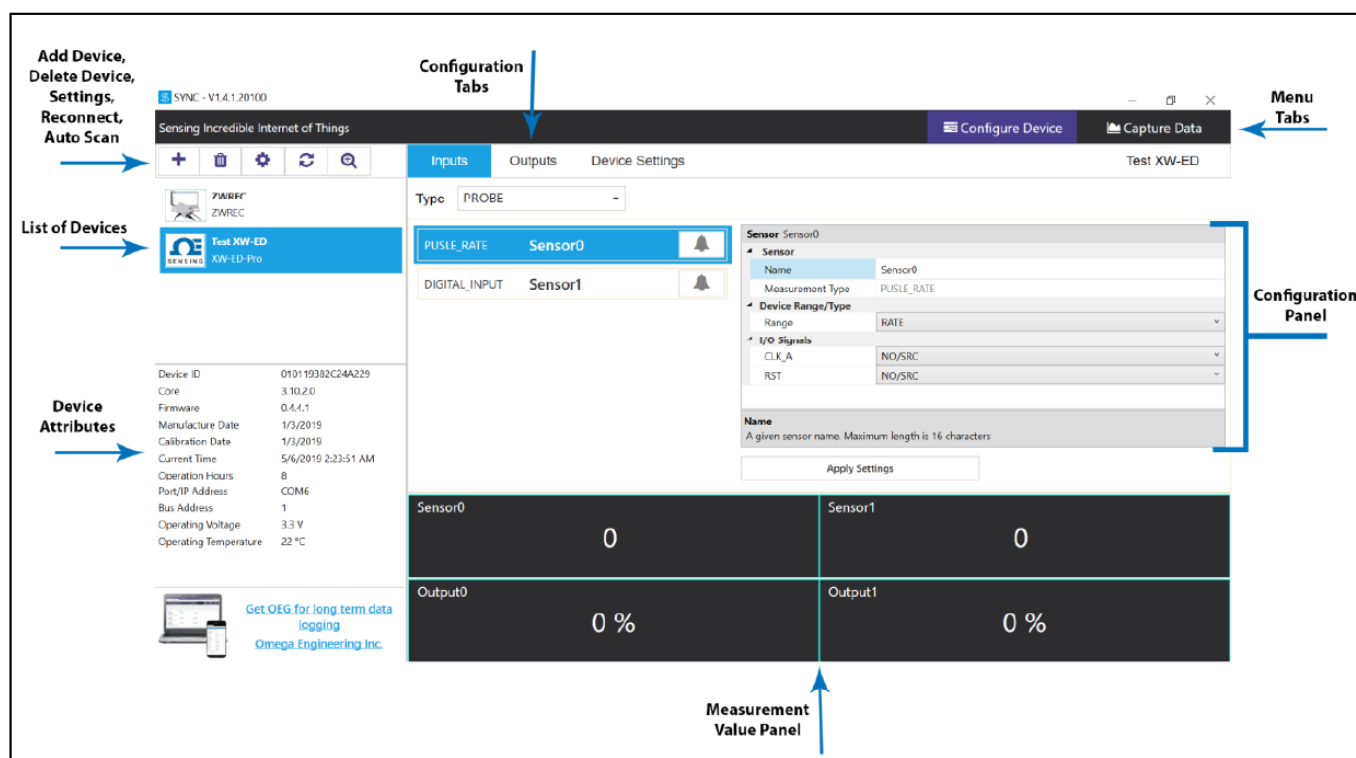 Add Device,
Delete Device,
Settings,
Reconnect,
Auto Scan
Configuration
Tabs
Menu
Tabs
SYNC - V1.4.1.20100
Sensing Incredible Internet of Things
Configure Device
Capture Data
Inputs
Outputs
Device Settings
Test XW-ED
List of Devices
ZWREC
ZWREC
Test XW-ED
XW-ED-Pro
SENSING
Type PROBE
PUSLE_RATE Sensor0
DIGITAL_INPUT Sensor1
Sensor Sensor0
Sensor
Name Sensor0
Measurement Type PUSLE_RATE
Device Range/Type
Range RATE
I/O Signals
CLK_A NO/SRC
RST NO/SRC
Name
A given sensor name. Maximum length is 16 characters
Apply Settings
Configuration
Panel
Device
Attributes
Device ID 010119382C24A229
Core 3.10.2.0
Firmware 0.4.4.1
Manufacture Date 1/3/2019
Calibration Date 1/3/2019
Current Time 5/6/2019 2:23:51 AM
Operation Hours 8
Port/IP Address COM6
Bus Address 1
Operating Voltage 3.3 V
Operating Temperature 22 °C
Get OEG for long term data
logging
Omega Engineering Inc.
Sensor0
0
Sensor1
0
Output0
0 %
Output1
0 %
Measurement
Value Panel